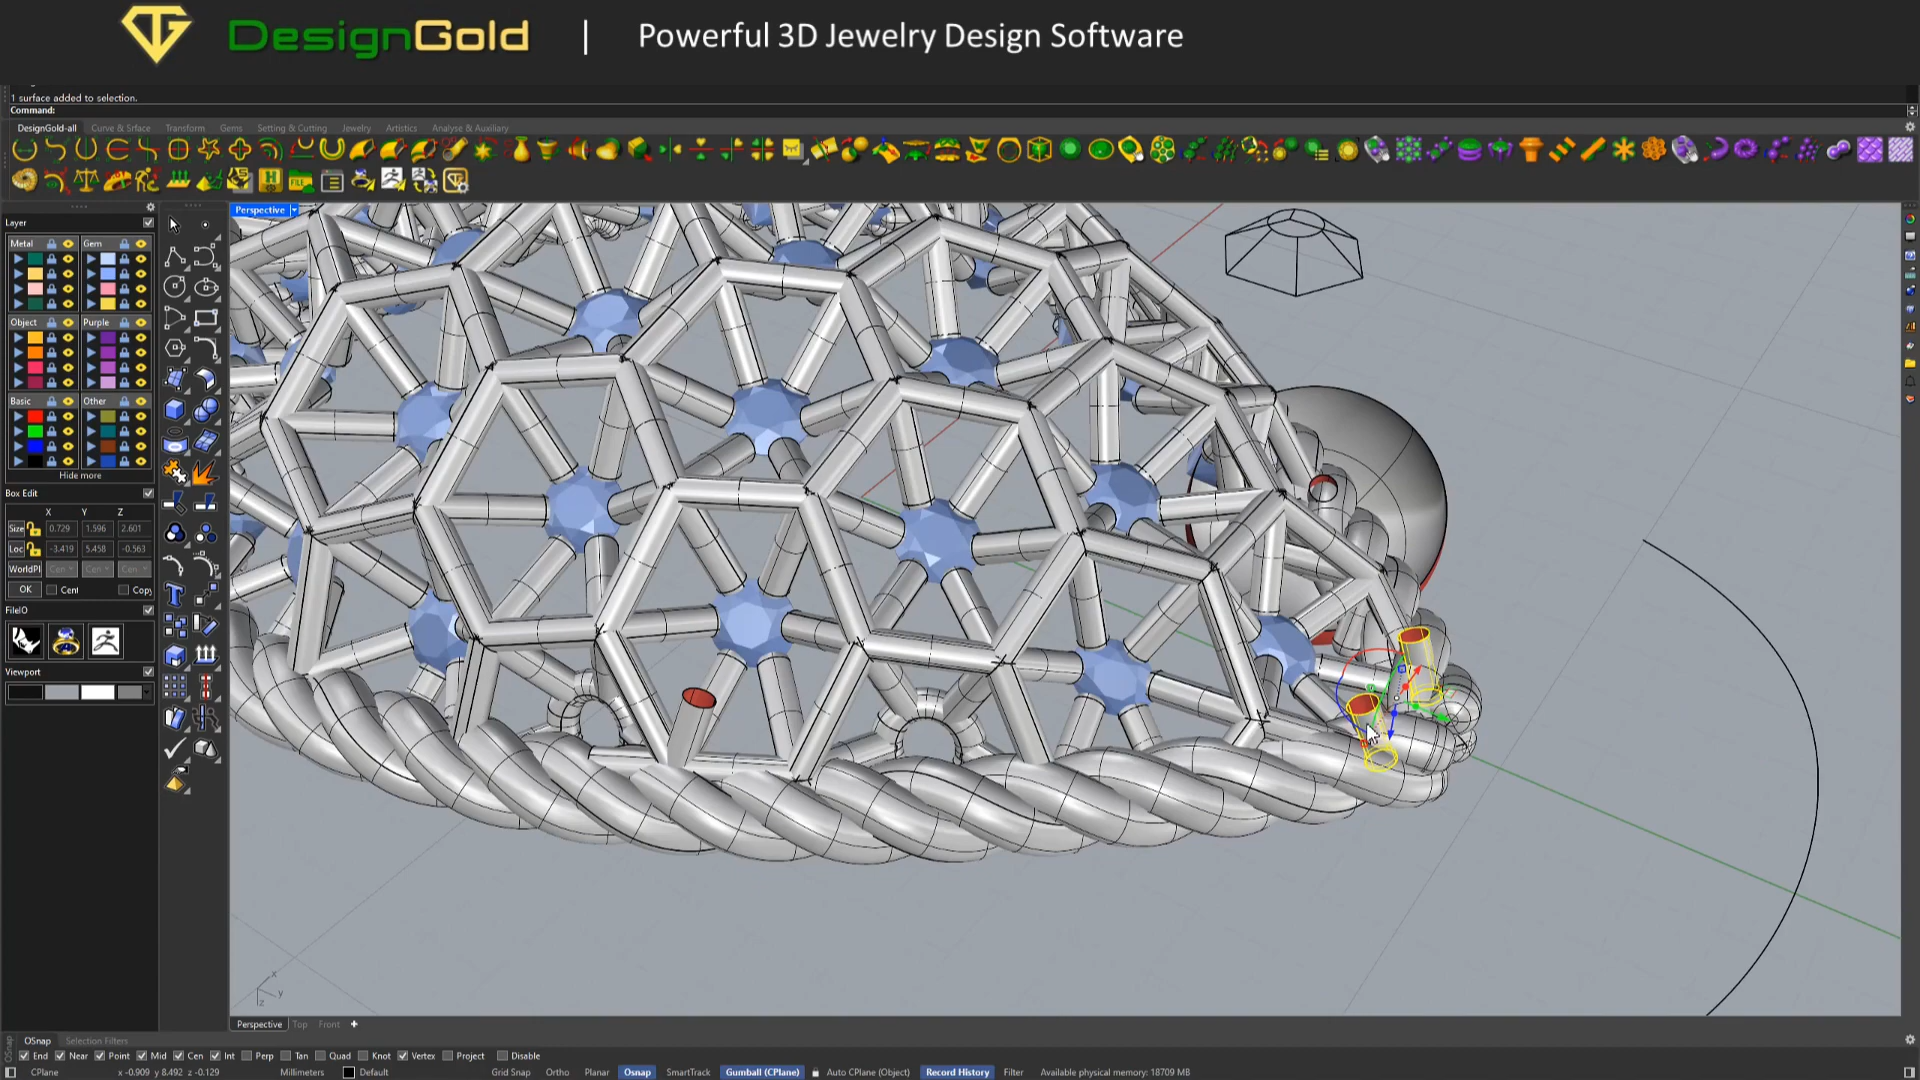 DesignGold | Powerful 3D Jewelry Design Software
1 surface added to selection.
Command:
DesignGold-all Curve & Srface Transform Gems Setting & Cutting Jewelry Artistics Analyse & Auxiliary
Layer
Metal Gem
Object Purple
Basic Other
Hide more
Box Edit
X Y Z
Size 0.729 1.596 2.601
Loc -3.419 5.458 -0.563
WorldPl Cen Cen Cen
OK Cent Copy
FileIO
Viewport
Perspective
x
y
z
Perspective Top Front
OSnap
OSnap Selection Filters
End Near Point Mid Cen Int Perp Tan Quad Knot Vertex Project Disable
CPlane x -0.909 y 8.492 z -0.129 Millimeters Default Grid Snap Ortho Planar Osnap SmartTrack Gumball (CPlane) Auto CPlane (Object) Record History Filter Available physical memory: 18709 MB